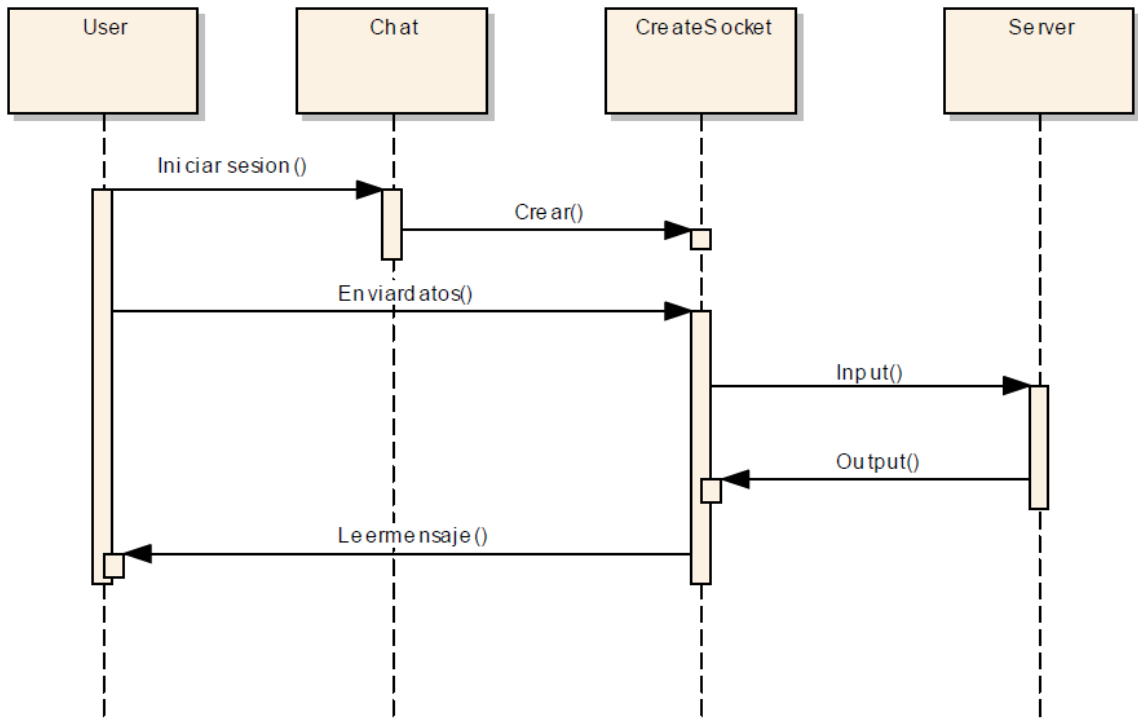 User
Chat
CreateSocket
Server
Iniciar sesion()
Crear()
Enviardatos()
Input()
Output()
Leermensaje()